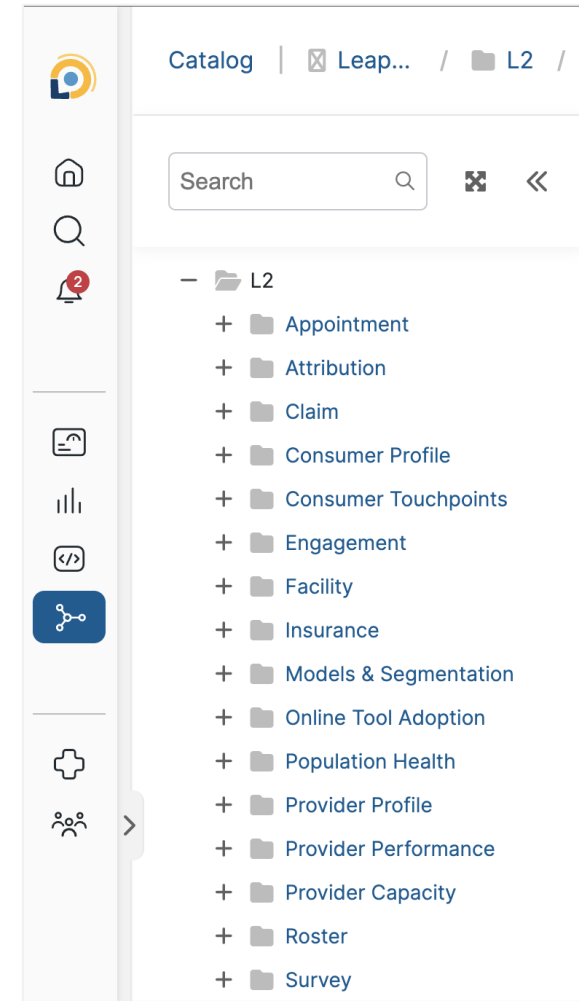 Catalog | Leap... / L2 /
Search
2
L2
Appointment
Attribution
Claim
Consumer Profile
Consumer Touchpoints
Engagement
Facility
Insurance
Models & Segmentation
Online Tool Adoption
Population Health
Provider Profile
Provider Performance
Provider Capacity
Roster
Survey